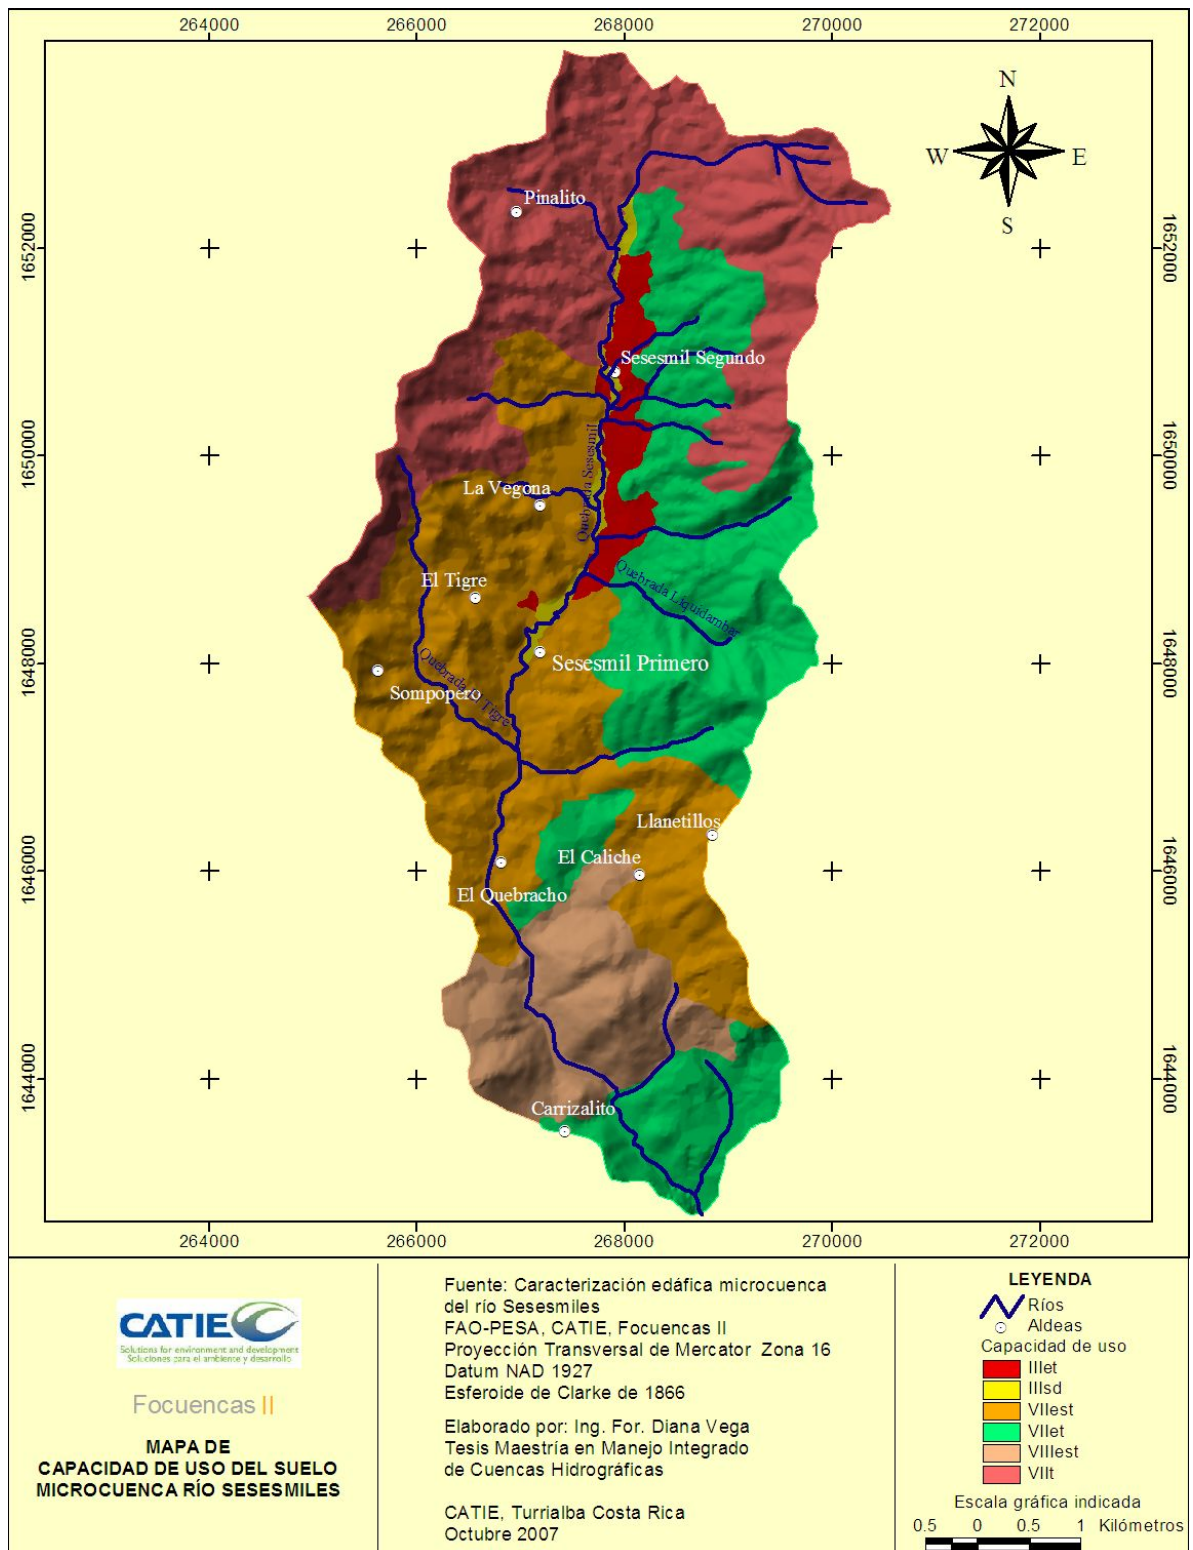 264000 266000 268000 270000 272000
N
W E
S
1652000 1652000
1650000 1650000
1648000 1648000
1646000 1646000
1644000 1644000
Pinalito
Sesesmil Segundo
Quebrada Sesesmil
La Vegona
El Tigre
Quebrada Liquidambar
Sesesmil Primero
Quebrada El Tigre
Sompopero
Llanetillos
El Caliche
El Quebracho
Carrizalito
264000 266000 268000 270000 272000
CATIE
Solutions for environment and development
Soluciones para el ambiente y desarrollo
Focuencas II
MAPA DE
CAPACIDAD DE USO DEL SUELO
MICROCUENCA RÍO SESESMILES
Fuente: Caracterización edáfica microcuenca
del río Sesesmiles
FAO-PESA, CATIE, Focuencas II
Proyección Transversal de Mercator Zona 16
Datum NAD 1927
Esferoide de Clarke de 1866
Elaborado por: Ing. For. Diana Vega
Tesis Maestría en Manejo Integrado
de Cuencas Hidrográficas
CATIE, Turrialba Costa Rica
Octubre 2007
LEYENDA
Ríos
Aldeas
Capacidad de uso
IIIet
IIIsd
VIIest
VIIet
VIIIest
VIIt
Escala gráfica indicada
0.5 0 0.5 1 Kilómetros